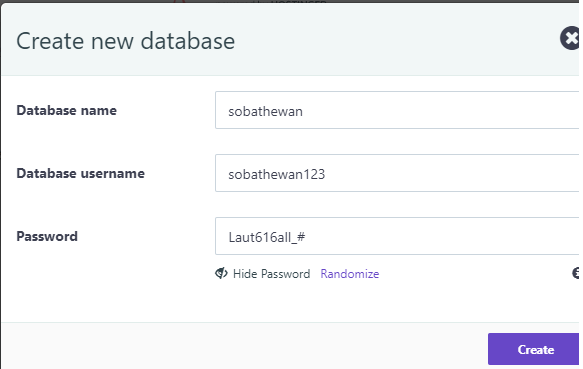 Create new database
Database name sobathewan
Database username sobathewan123
Password Laut616all_#
Hide Password Randomize
Create